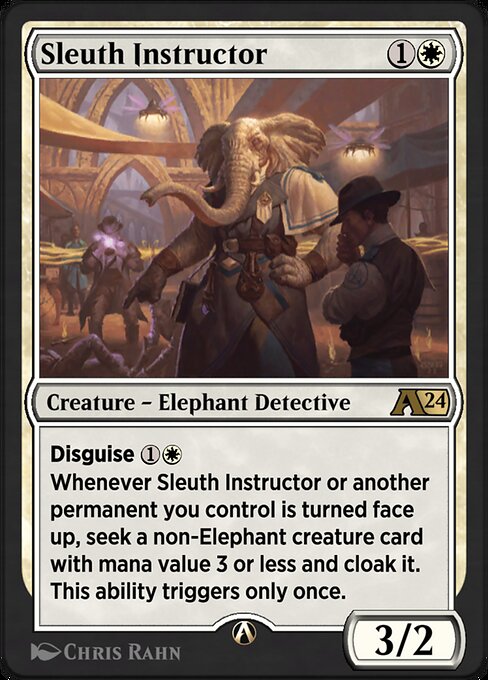 Sleuth Instructor 1
Creature – Elephant Detective A24
Disguise 1
Whenever Sleuth Instructor or another
permanent you control is turned face
up, seek a non-Elephant creature card
with mana value 3 or less and cloak it.
This ability triggers only once.
3/2
Chris Rahn